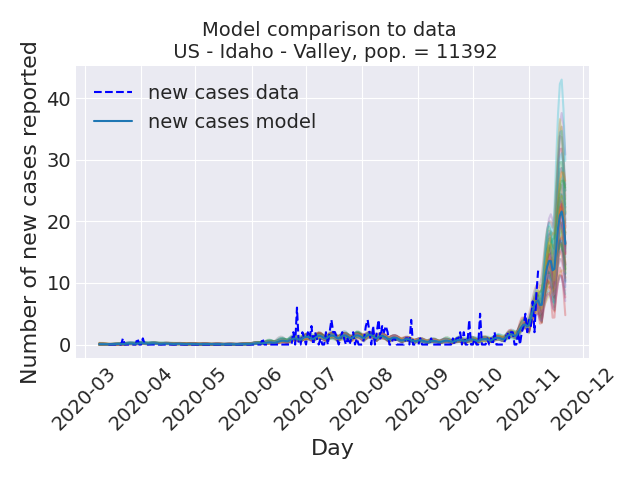 Model comparison to data
US - Idaho - Valley, pop. = 11392
Number of new cases reported
40
30
20
10
0
new cases data
new cases model
2020-03
2020-04
2020-05
2020-06
2020-07
2020-08
2020-09
2020-10
2020-11
2020-12
Day